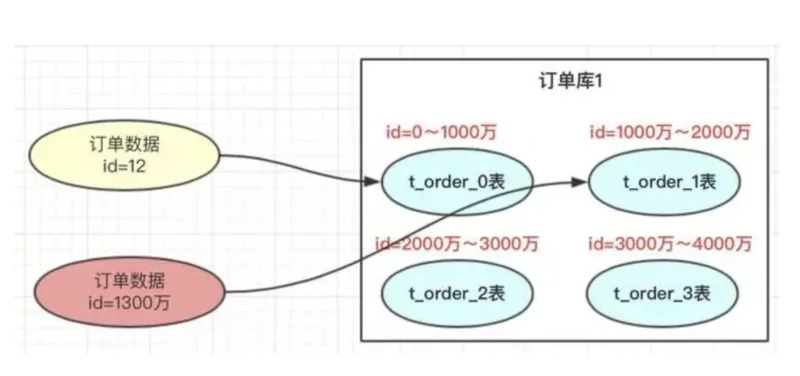 订单库1
订单数据
id=12
id=0～1000万
id=1000万～2000万
t_order_0表
t_order_1表
订单数据
id=1300万
id=2000万～3000万
id=3000万～4000万
t_order_2表
t_order_3表